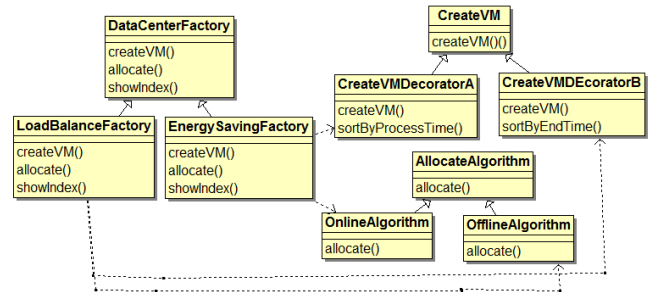 DataCenterFactory
createVM()
allocate()
showIndex()
CreateVM
createVM()()
CreateVMDecoratorA
createVM()
sortByProcessTime()
CreateVMDEcoratorB
createVM()
sortByEndTime()
LoadBalanceFactory
createVM()
allocate()
showIndex()
EnergySavingFactory
createVM()
allocate()
showIndex()
AllocateAlgorithm
allocate()
OnlineAlgorithm
allocate()
OfflineAlgorithm
allocate()